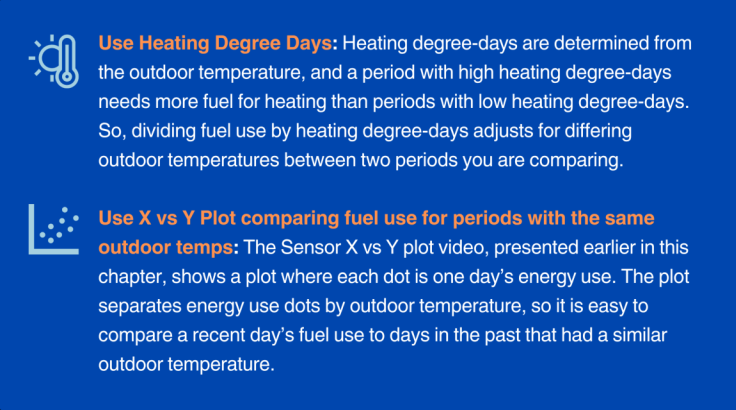 Use Heating Degree Days: Heating degree-days are determined from
the outdoor temperature, and a period with high heating degree-days
needs more fuel for heating than periods with low heating degree-days.
So, dividing fuel use by heating degree-days adjusts for differing
outdoor temperatures between two periods you are comparing.
Use X vs Y Plot comparing fuel use for periods with the same
outdoor temps: The Sensor X vs Y plot video, presented earlier in this
chapter, shows a plot where each dot is one day's energy use. The plot
separates energy use dots by outdoor temperature, so it is easy to
compare a recent day's fuel use to days in the past that had a similar
outdoor temperature.